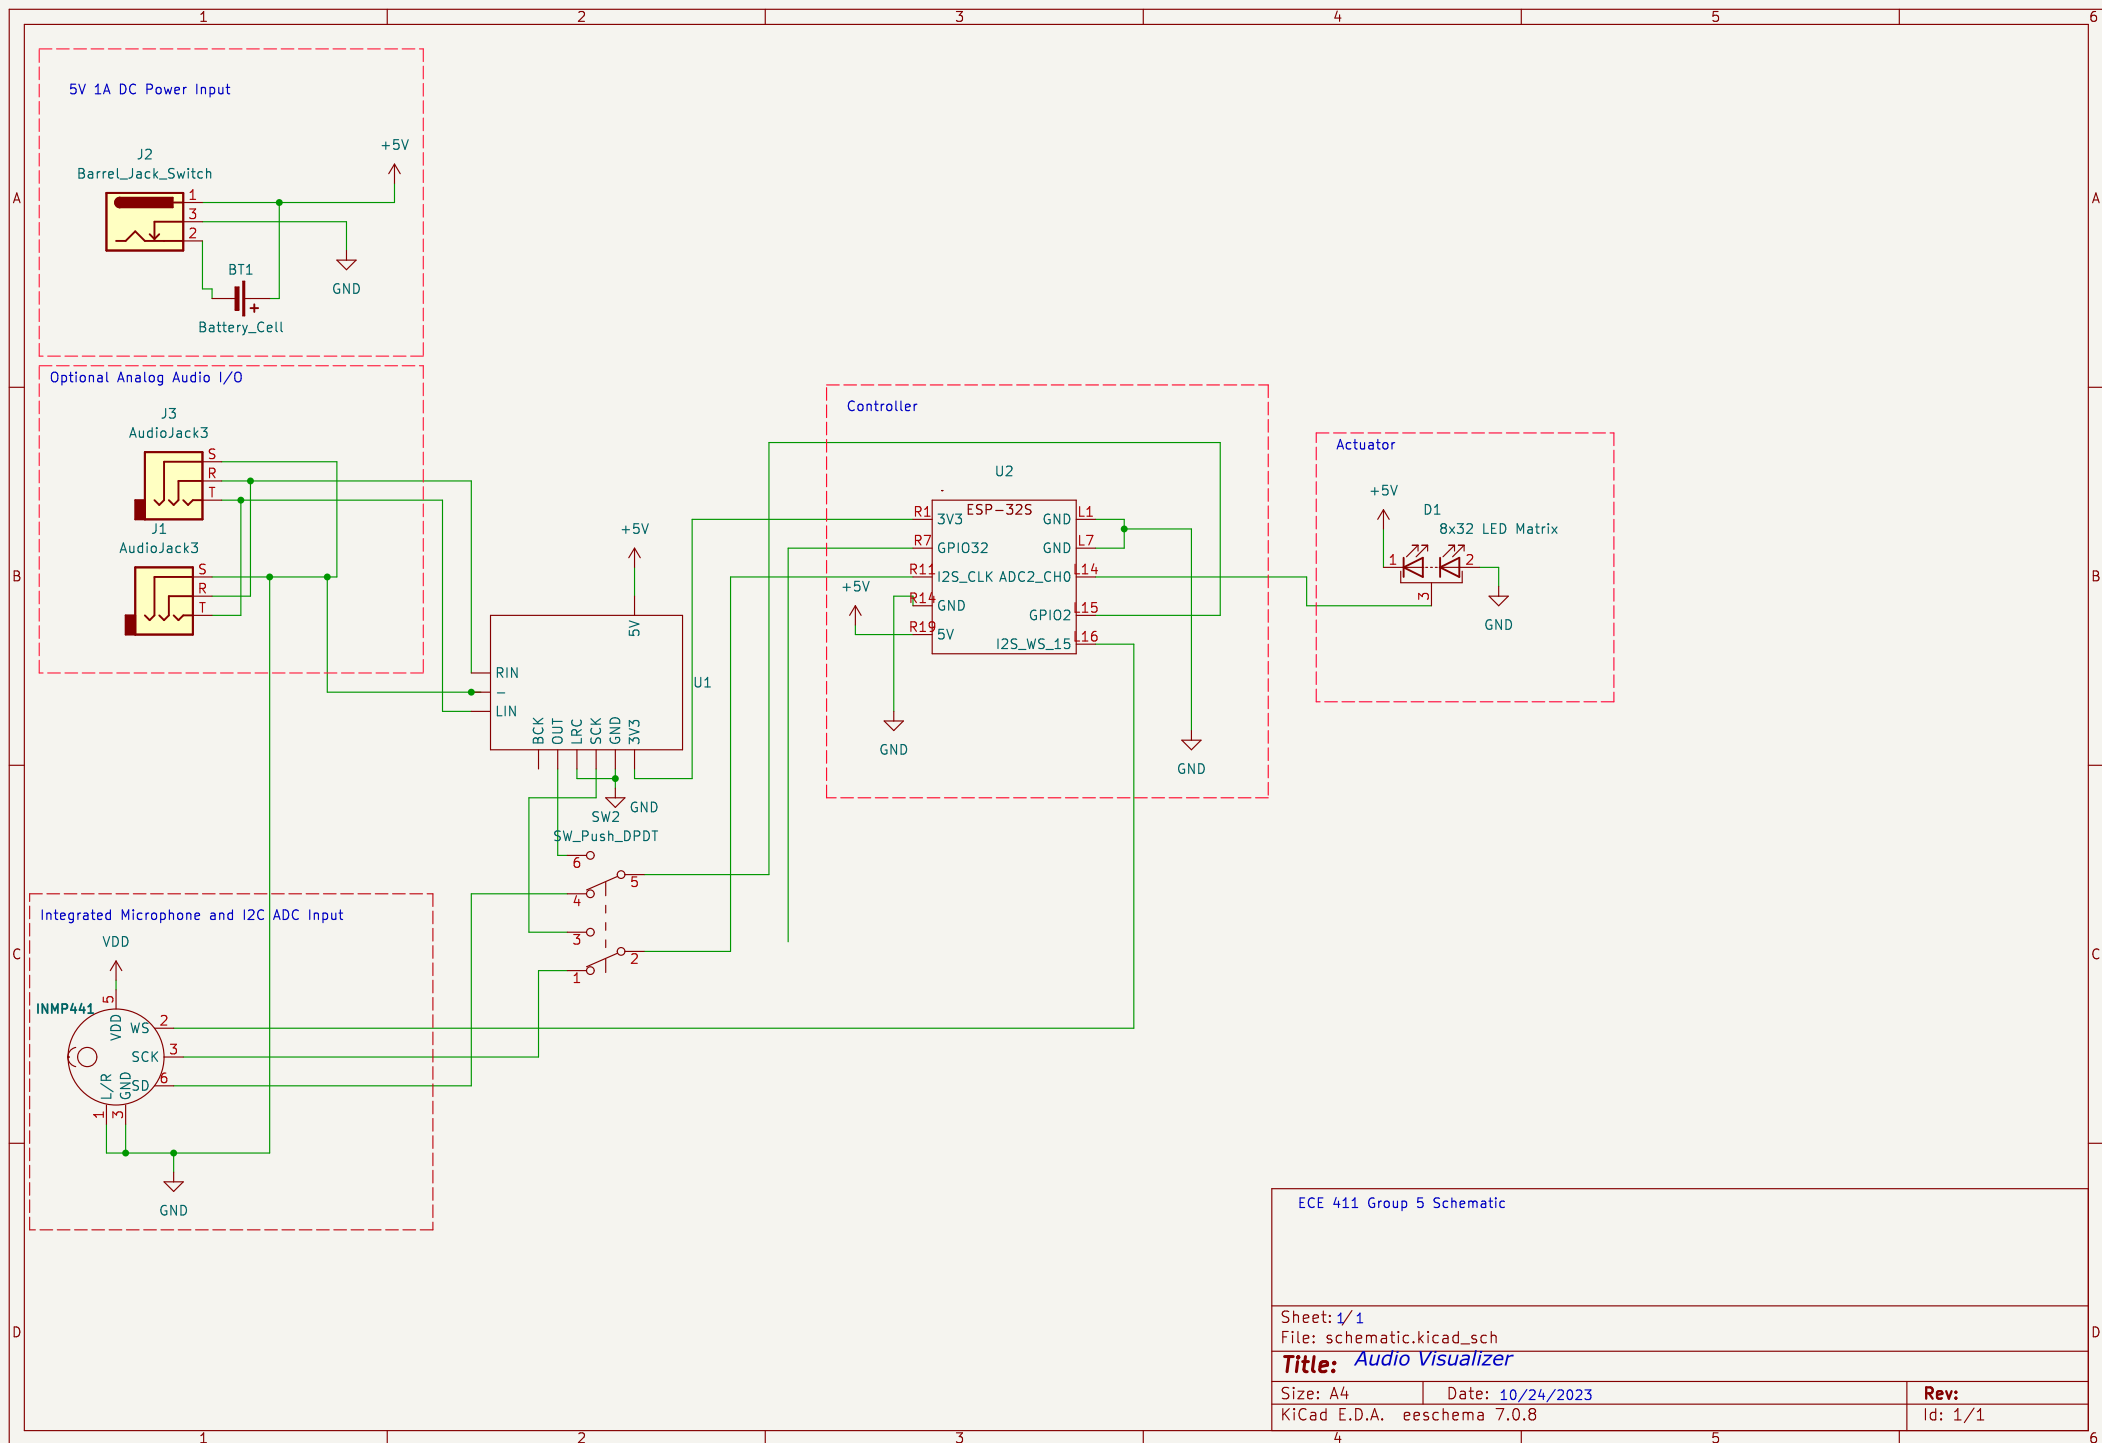 1 2 3 4 5 6
A A
B B
C C
D D
1 2 3 4 5 6
5V 1A DC Power Input
+5V
J2
Barrel_Jack_Switch
1
3
2
BT1
+
Battery_Cell
GND
Optional Analog Audio I/O
J3
AudioJack3
S
R
T
J1
AudioJack3
S
R
T
+5V
5V
RIN
−
LIN
U1
BCK OUT LRC SCK GND 3V3
GND
SW2
SW_Push_DPDT
6
5
4
3
2
1
Controller
U2
ESP-32S
R1 3V3 GND L1
R7 GPIO32 GND L7
R11 I2S_CLK ADC2_CH0 L14
+5V
R14 GND
GPIO2 L15
R19 5V
I2S_WS_15 L16
GND
GND
Actuator
+5V
D1
8x32 LED Matrix
1 2
3
GND
Integrated Microphone and I2C ADC Input
VDD
5
INMP441
VDD
WS 2
SCK 3
SD 6
L/R GND
1 3
GND
ECE 411 Group 5 Schematic
Sheet: 1/ 1
File: schematic.kicad_sch
Title: Audio Visualizer
Size: A4 Date: 10/24/2023 Rev:
KiCad E.D.A. eeschema 7.0.8 Id: 1/1